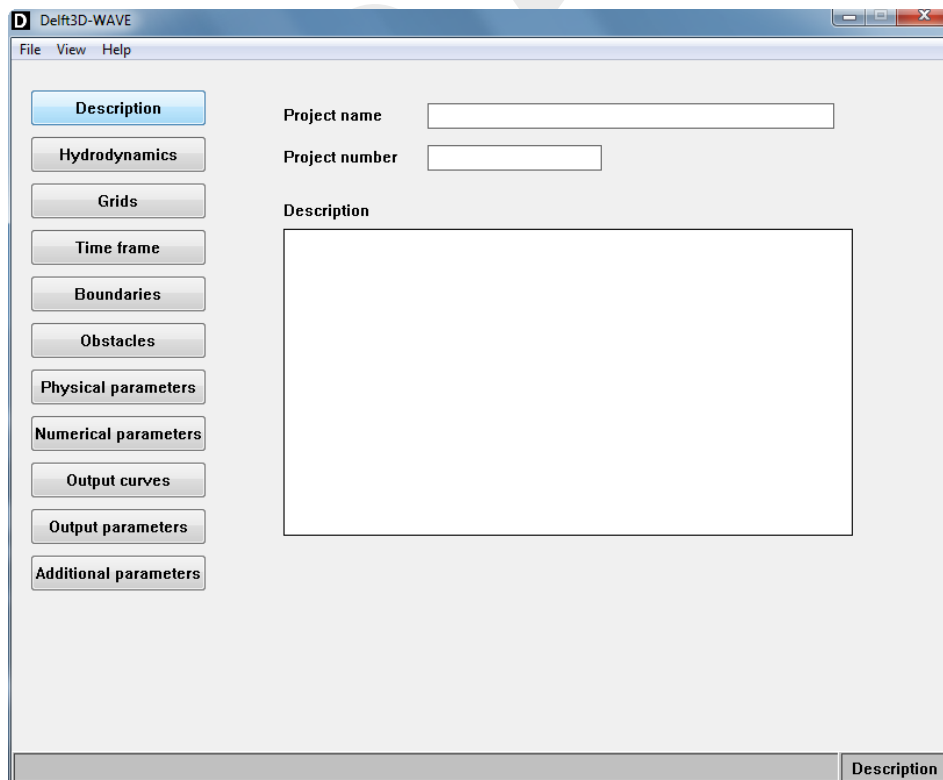 D Delft3D-WAVE
File View Help
Description
Hydrodynamics
Grids
Time frame
Boundaries
Obstacles
Physical parameters
Numerical parameters
Output curves
Output parameters
Additional parameters
Project name
Project number
Description
Description